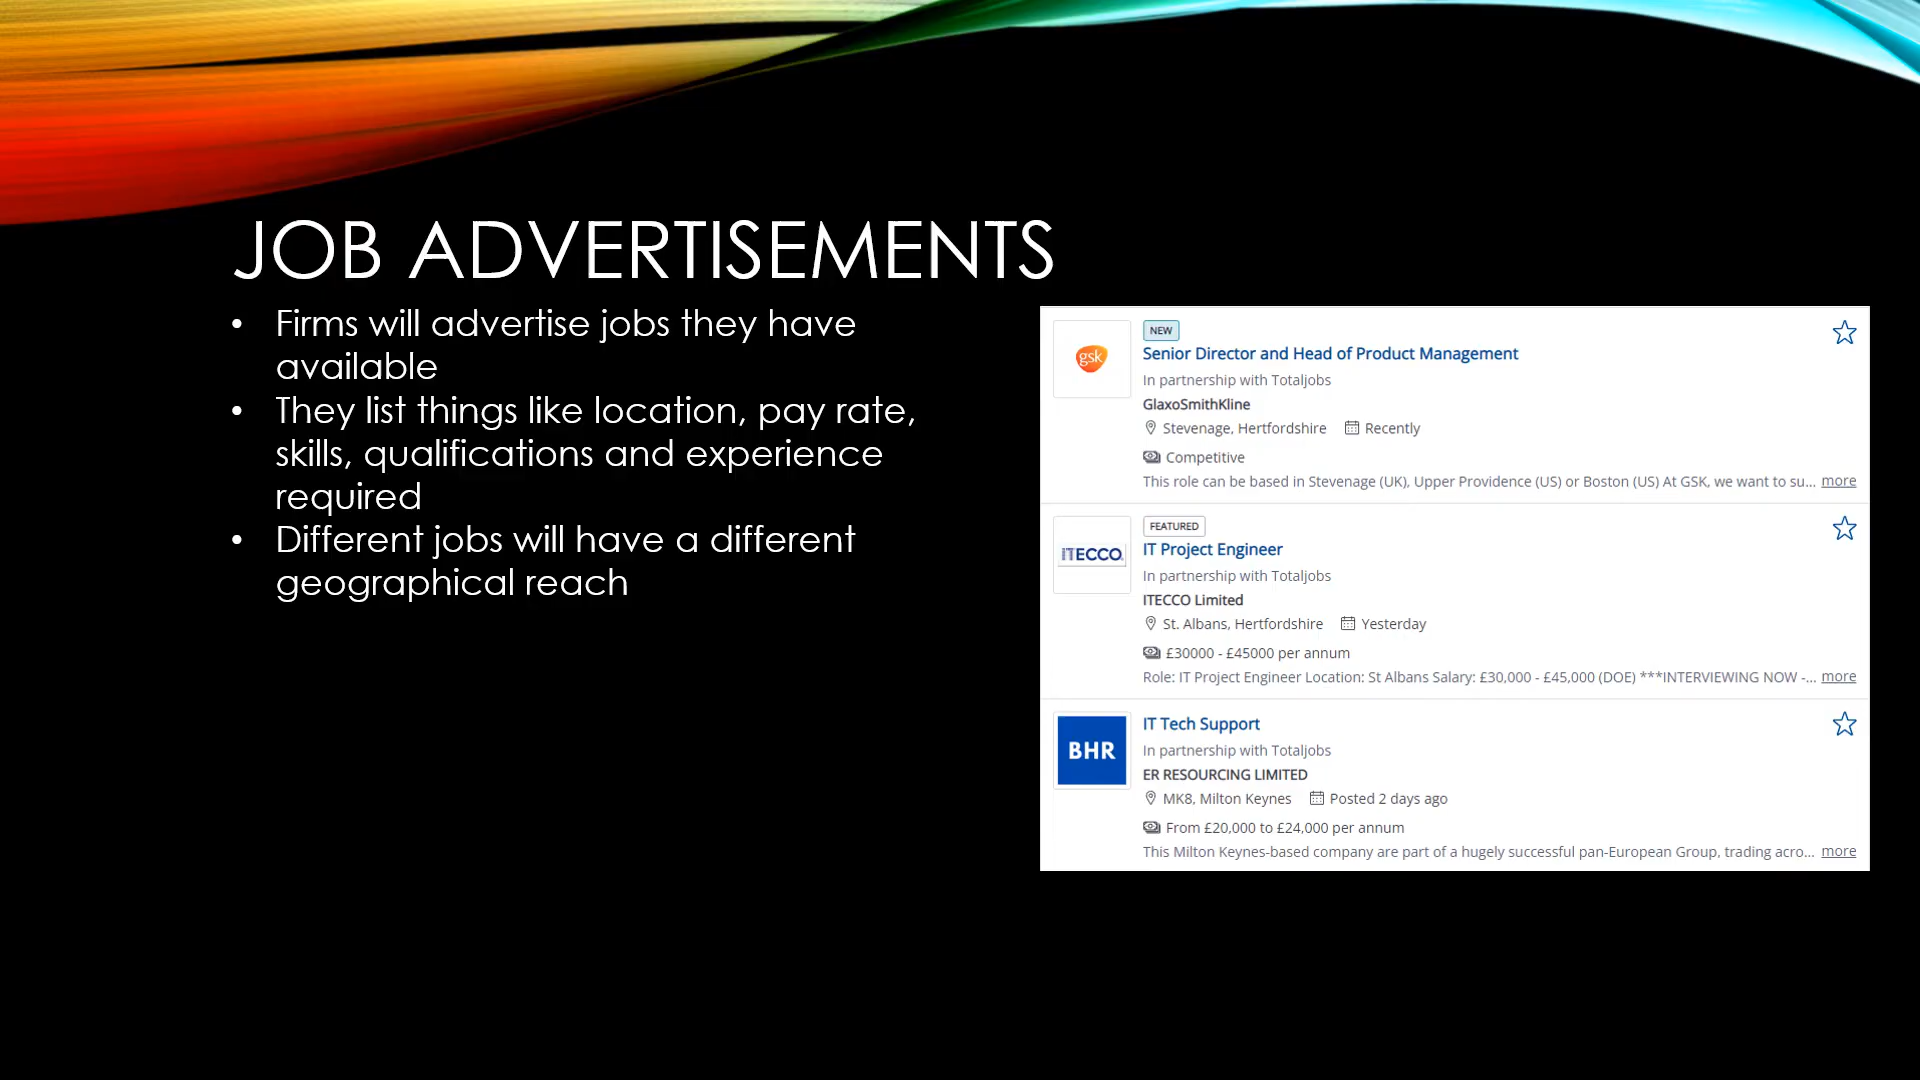 JOB ADVERTISEMENTS
• Firms will advertise jobs they have
available
• They list things like location, pay rate,
skills, qualifications and experience
required
• Different jobs will have a different
geographical reach
gsk
NEW
Senior Director and Head of Product Management
In partnership with Totaljobs
GlaxoSmithKline
Stevenage, Hertfordshire Recently
Competitive
This role can be based in Stevenage (UK), Upper Providence (US) or Boston (US) At GSK, we want to su... more
ITECCO
FEATURED
IT Project Engineer
In partnership with Totaljobs
ITECCO Limited
St. Albans, Hertfordshire Yesterday
£30000 - £45000 per annum
Role: IT Project Engineer Location: St Albans Salary: £30,000 - £45,000 (DOE) ***INTERVIEWING NOW -... more
BHR
IT Tech Support
In partnership with Totaljobs
ER RESOURCING LIMITED
MK8, Milton Keynes Posted 2 days ago
From £20,000 to £24,000 per annum
This Milton Keynes-based company are part of a hugely successful pan-European Group, trading acro... more